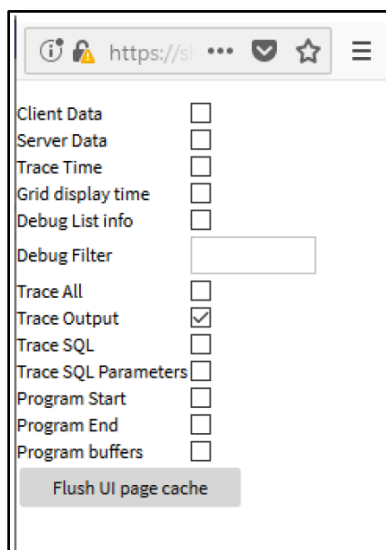 https://s
Client Data
Server Data
Trace Time
Grid display time
Debug List info
Debug Filter
Trace All
Trace Output
Trace SQL
Trace SQL Parameters
Program Start
Program End
Program buffers
Flush UI page cache